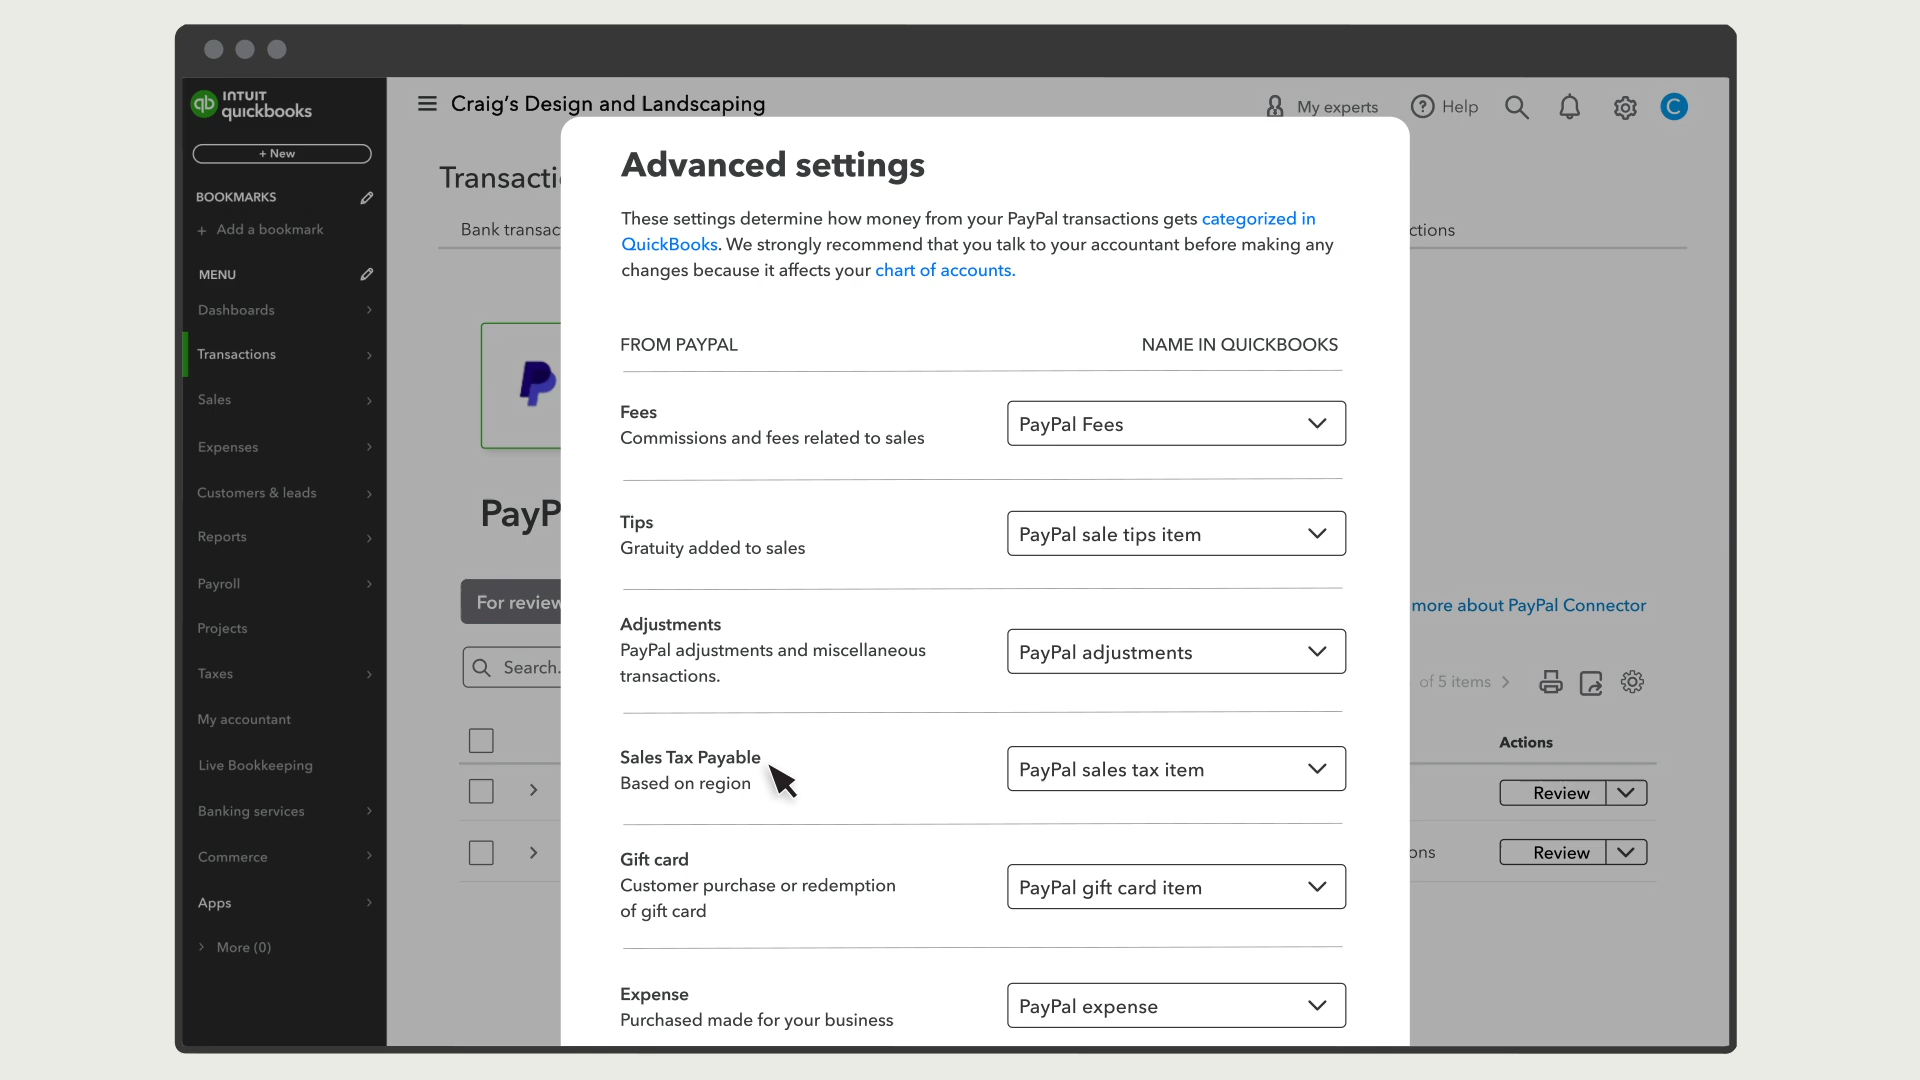 INTUIT
quickbooks
+ New
BOOKMARKS
+ Add a bookmark
MENU
Dashboards
Transactions
Sales
Expenses
Customers & leads
Reports
Payroll
Projects
Taxes
My accountant
Live Bookkeeping
Banking services
Commerce
Apps
More (0)
Craig's Design and Landscaping
My experts
Help
C
Transacti
Bank transac
ctions
PayP
For review
more about PayPal Connector
Search.
of 5 items
Actions
Review
ons
Review
Advanced settings
These settings determine how money from your PayPal transactions gets categorized in
QuickBooks. We strongly recommend that you talk to your accountant before making any
changes because it affects your chart of accounts.
FROM PAYPAL
NAME IN QUICKBOOKS
Fees
Commissions and fees related to sales
PayPal Fees
Tips
Gratuity added to sales
PayPal sale tips item
Adjustments
PayPal adjustments and miscellaneous
transactions.
PayPal adjustments
Sales Tax Payable
Based on region
PayPal sales tax item
Gift card
Customer purchase or redemption
of gift card
PayPal gift card item
Expense
Purchased made for your business
PayPal expense